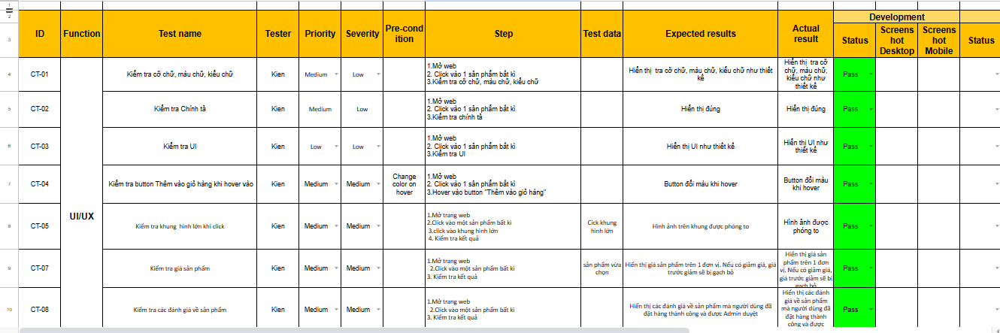 1
2
Development
3
ID
Function
Test name
Tester
Priority
Severity
Pre-cond
ition
Step
Test data
Expected results
Actual
result
Status
Screens
hot
Desktop
Screens
hot
Mobile
Status
4
CT-01
Kiểm tra cỡ chữ, màu chữ, kiểu chữ
Kien
Medium
Low
1.Mở web
2. Click vào 1 sản phẩm bất kì
3.Kiểm tra cỡ chữ, màu chữ, kiểu chữ
Hiển thị  tra cỡ chữ, màu chữ, kiểu chữ như thiết
kế
Hiển thị  tra cỡ
chữ, màu chữ,
kiểu chữ như
thiết kế
Pass
5
CT-02
Kiểm tra Chính tả
Kien
Medium
Low
1.Mở web
2. Click vào 1 sản phẩm bất kì
3.Kiểm tra chính tả
Hiển thị đúng
Hiển thị đúng
Pass
6
CT-03
Kiểm tra UI
Kien
Low
Low
1.Mở web
2. Click vào 1 sản phẩm bất kì
3.Kiểm tra UI
Hiển thị UI như thiết kế
Hiển thị UI như
thiết kế
Pass
7
CT-04
Kiểm tra button Thêm vào giỏ hàng khi hover vào
Kien
Medium
Medium
Change
color on
hover
1.Mở web
2. Click vào 1 sản phẩm bất kì
3.Hover vào button "Thêm vào giỏ hàng"
Button đổi màu khi hover
Button đổi màu
khi hover
Pass
UI/UX
8
CT-05
Kiểm tra khung  hình lớn khi click
Kien
Medium
Medium
1.Mở trang web
2.Click vào một sản phẩm bất kì
3.click vào khung hình lớn
4. Kiểm tra kết quả
Cick khung
hình lớn
Hình ảnh trên khung được phóng to
Hình ảnh được
phóng to
Pass
9
CT-07
Kiểm tra giá sản phẩm
Kien
Medium
Medium
1.Mở trang web
2.Click vào một sản phẩm bất kì
3. Kiểm tra kết quả
sản phẩm vừa
chọn
Hiển thị giá sản phẩm trên 1 đơn vị. Nếu có giảm giá, giá
trước giảm sẽ bị gạch bỏ
Hiển thị giá sản
phẩm trên 1 đơn
vị. Nếu có giảm giá,
giá trước giảm sẽ bị
gạch bỏ
Pass
10
CT-08
Kiểm tra các đánh giá về sản phẩm
Kien
Medium
Medium
1.Mở trang web
2.Click vào một sản phẩm bất kì
3. Kiểm tra kết quả
Hiển thị các đánh giá về sản phẩm mà người dùng đã
đặt hàng thành công và được Admin duyệt
Hiển thị các đánh
giá về sản phẩm
mà người dùng đã
đặt hàng thành
công và được
Pass